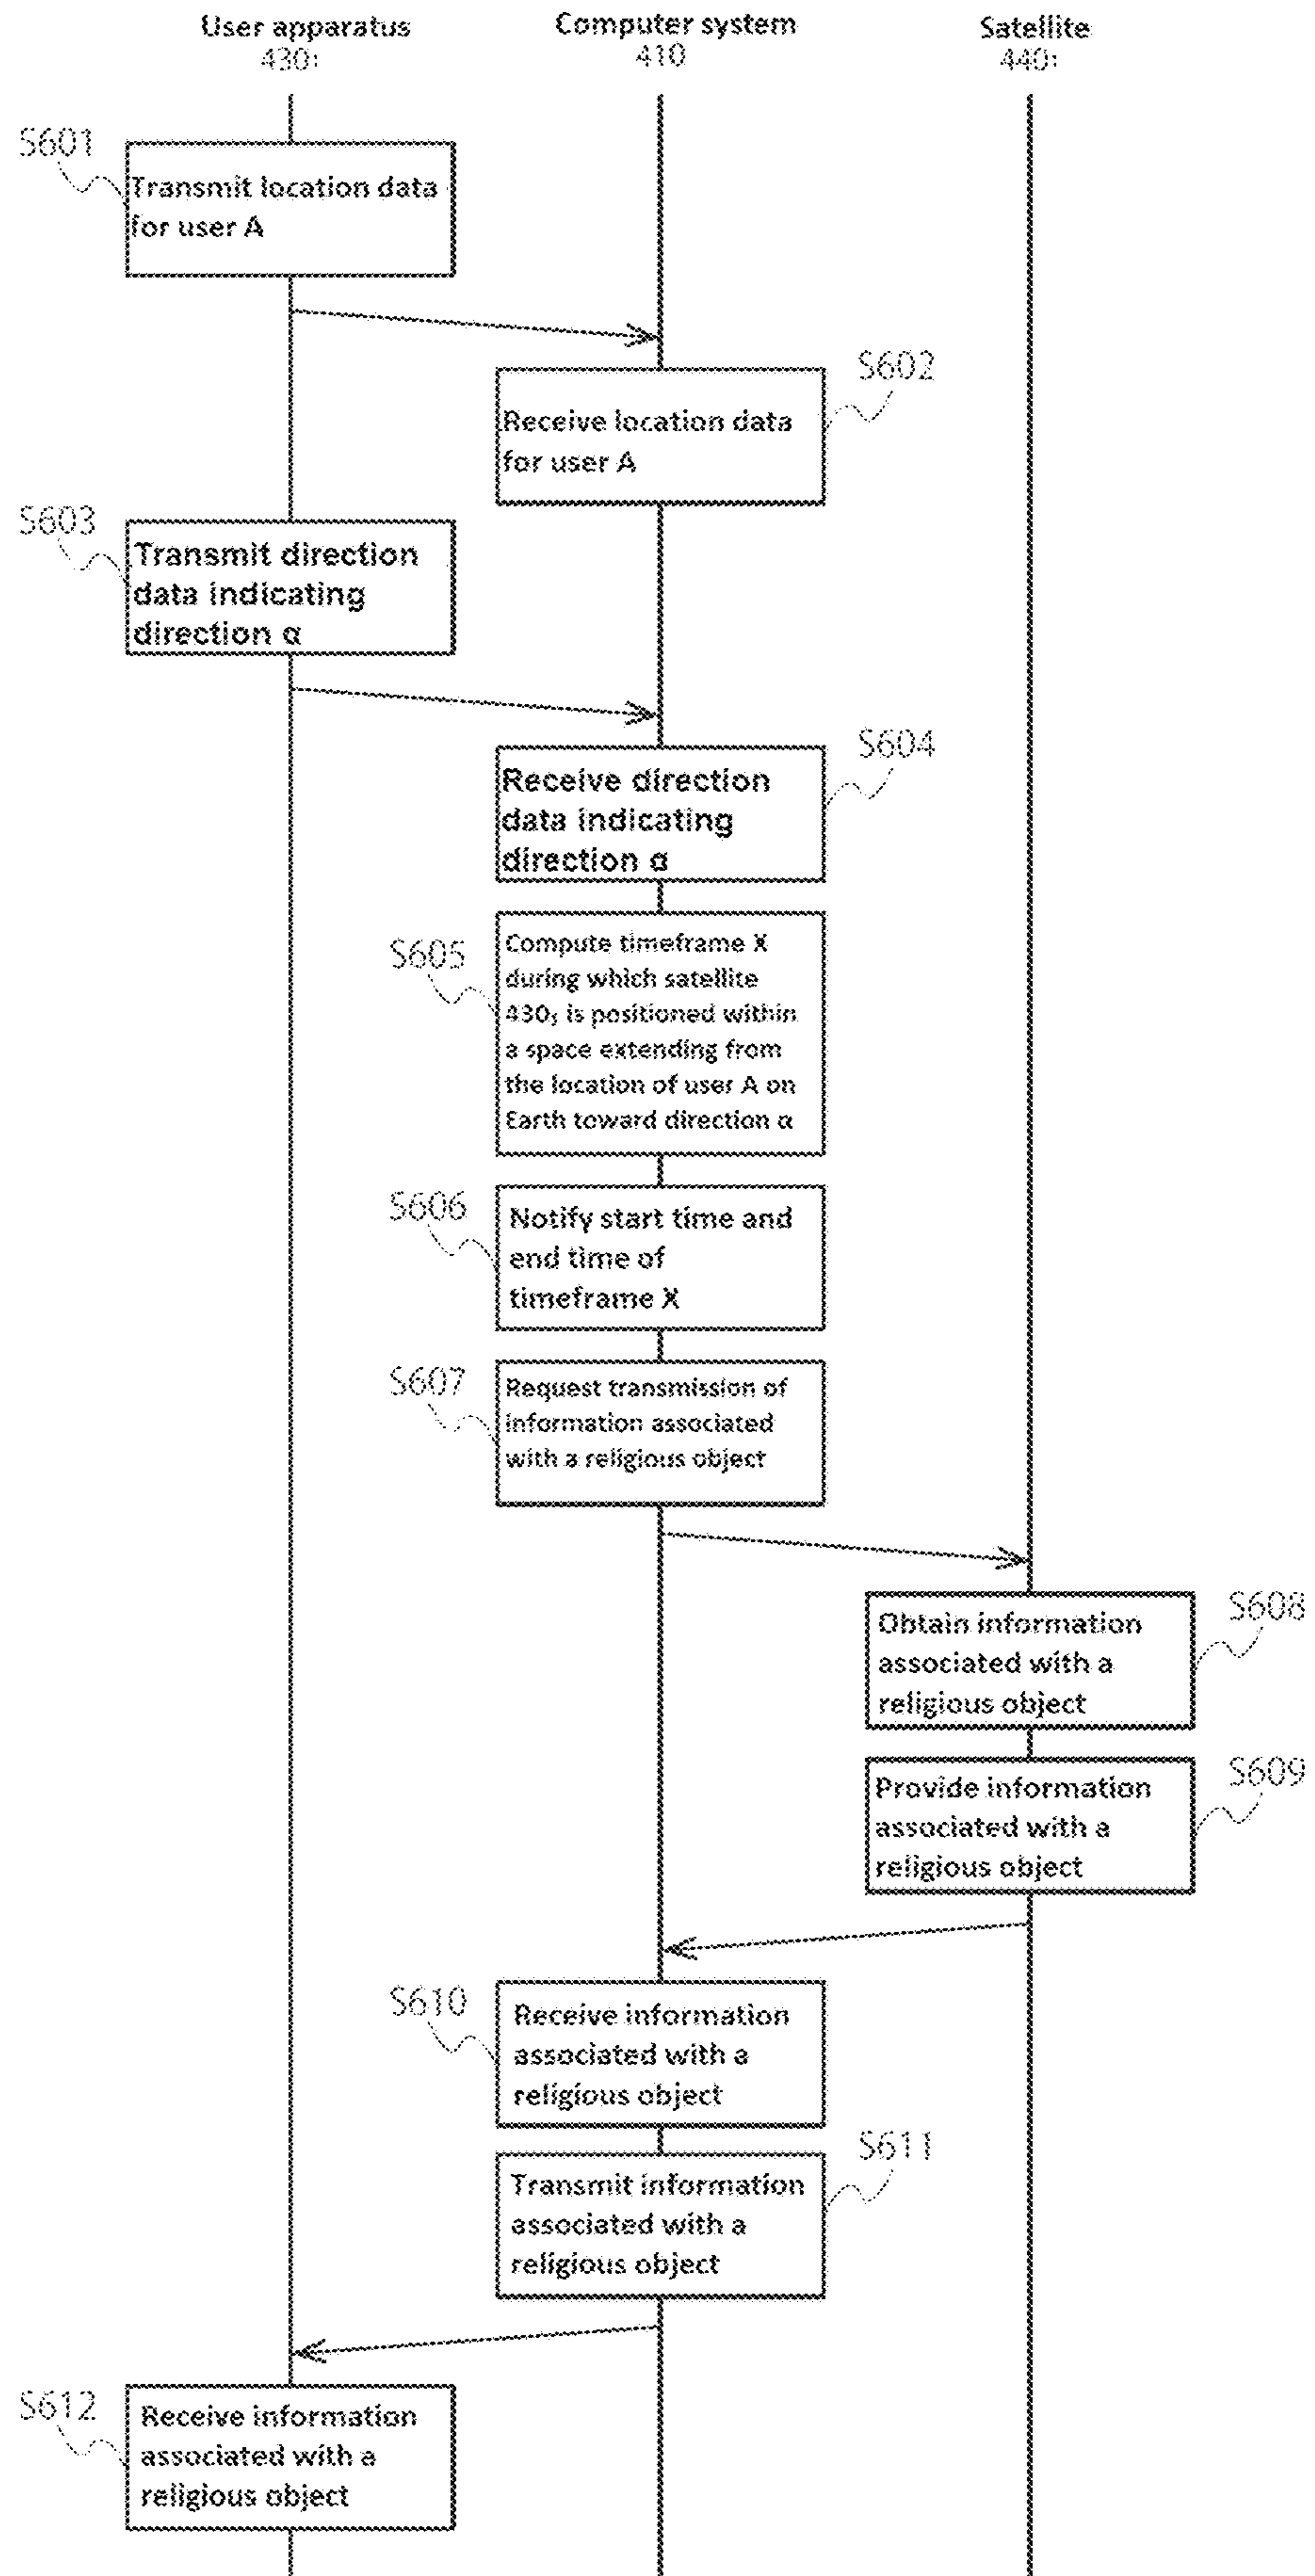 User apparatus
430₁
Computer system
410
Satellite
440₁
S601
Transmit location data
for user A
S602
Receive location data
for user A
S603
Transmit direction
data indicating
direction α
S604
Receive direction
data indicating
direction α
S605
Compute timeframe X
during which satellite
430₁ is positioned within
a space extending from
the location of user A on
Earth toward direction α
S606
Notify start time and
end time of
timeframe X
S607
Request transmission of
information associated
with a religious object
S608
Obtain information
associated with a
religious object
S609
Provide information
associated with a
religious object
S610
Receive information
associated with a
religious object
S611
Transmit information
associated with a
religious object
S612
Receive information
associated with a
religious object